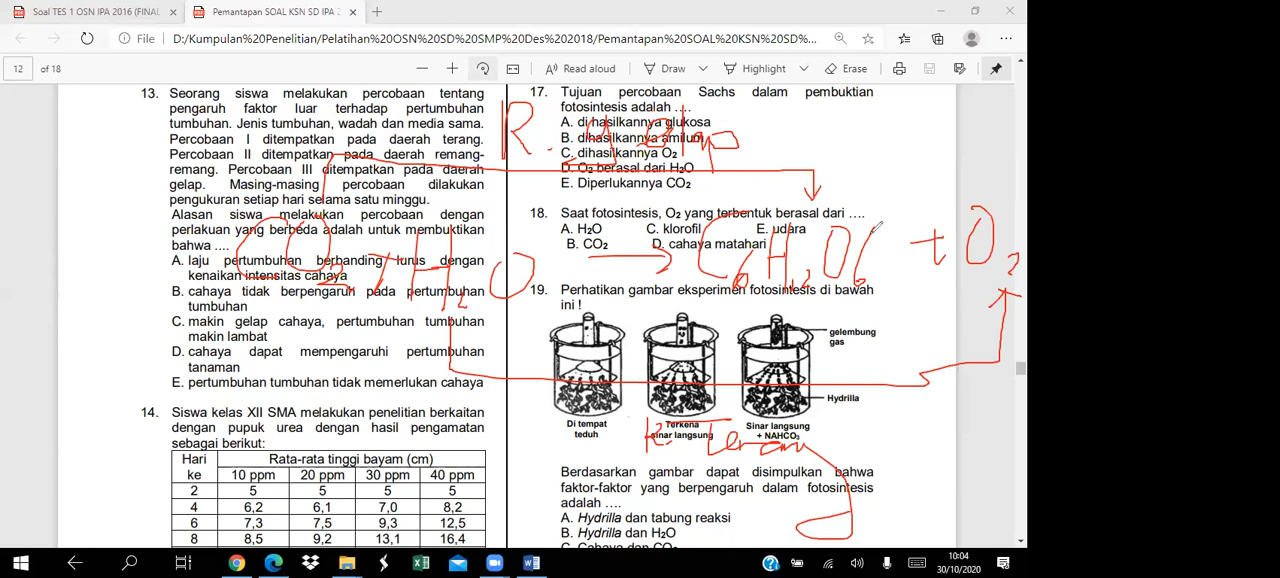 Soal TES 1 OSN IPA 2016 (FINAL
Pemantapan SOAL KSN SD IPA 2
File
D:/Kumpulan%20Penelitian/Pelatihan%20OSN%20SD%20SMP%20Des%202018/Pemantapan%20SOAL%20KSN%20SD%...
12 of 18
Read aloud
Draw
Highlight
Erase
13. Seorang siswa melakukan percobaan tentang
pengaruh faktor luar terhadap pertumbuhan
tumbuhan. Jenis tumbuhan, wadah dan media sama.
Percobaan I ditempatkan pada daerah terang.
Percobaan II ditempatkan pada daerah remang-
remang. Percobaan III ditempatkan pada daerah
gelap. Masing-masing percobaan dilakukan
pengukuran setiap hari selama satu minggu.
Alasan siswa melakukan percobaan dengan
perlakuan yang berbeda adalah untuk membuktikan
bahwa ....
A. laju pertumbuhan berbanding lurus dengan
kenaikan intensitas cahaya
B. cahaya tidak berpengaruh pada pertumbuhan
tumbuhan
C. makin gelap cahaya, pertumbuhan tumbuhan
makin lambat
D. cahaya dapat mempengaruhi pertumbuhan
tanaman
E. pertumbuhan tumbuhan tidak memerlukan cahaya
14. Siswa kelas XII SMA melakukan penelitian berkaitan
dengan pupuk urea dengan hasil pengamatan
sebagai berikut:
Hari ke Rata-rata tinggi bayam (cm)
10 ppm 20 ppm 30 ppm 40 ppm
2 5 5 5 5
4 6,2 6,1 7,0 8,2
6 7,3 7,5 9,3 12,5
8 8,5 9,2 13,1 16,4
17. Tujuan percobaan Sachs dalam pembuktian
fotosintesis adalah ....
A. dihasilkannya glukosa
B. dihasilkannya amilum
C. dihasilkannya O₂
D. O₂ berasal dari H₂O
E. Diperlukannya CO₂
18. Saat fotosintesis, O₂ yang terbentuk berasal dari ....
A. H₂O C. klorofil E. udara
B. CO₂ D. cahaya matahari
19. Perhatikan gambar eksperimen fotosintesis di bawah
ini !
gelembung
gas
Hydrilla
Di tempat
teduh
Terkena
sinar langsung
Sinar langsung
+ NAHCO₃
Berdasarkan gambar dapat disimpulkan bahwa
faktor-faktor yang berpengaruh dalam fotosintesis
adalah ....
A. Hydrilla dan tabung reaksi
B. Hydrilla dan H₂O
C. Cahaya dan CO₂
CO₂ + H₂O → C₆H₁₂O₆ + O₂
R. Terang
10:04
30/10/2020